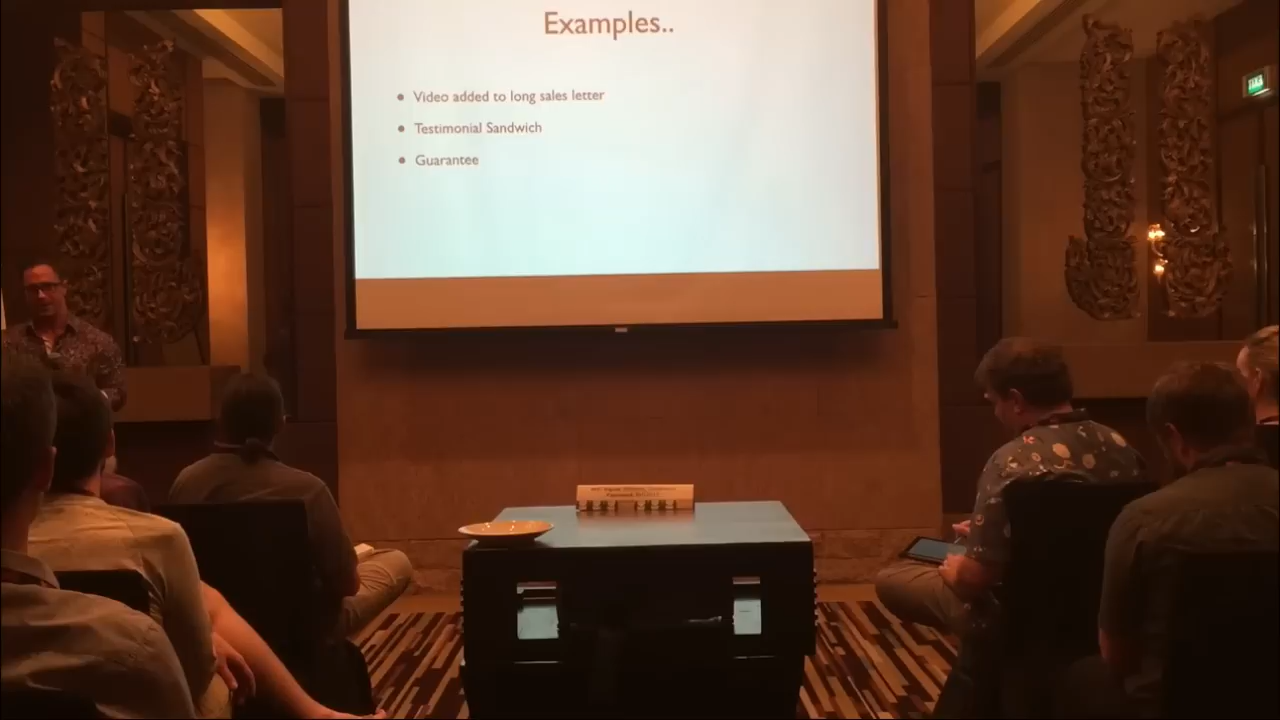 Examples..
Video added to long sales letter
Testimonial Sandwich
Guarantee